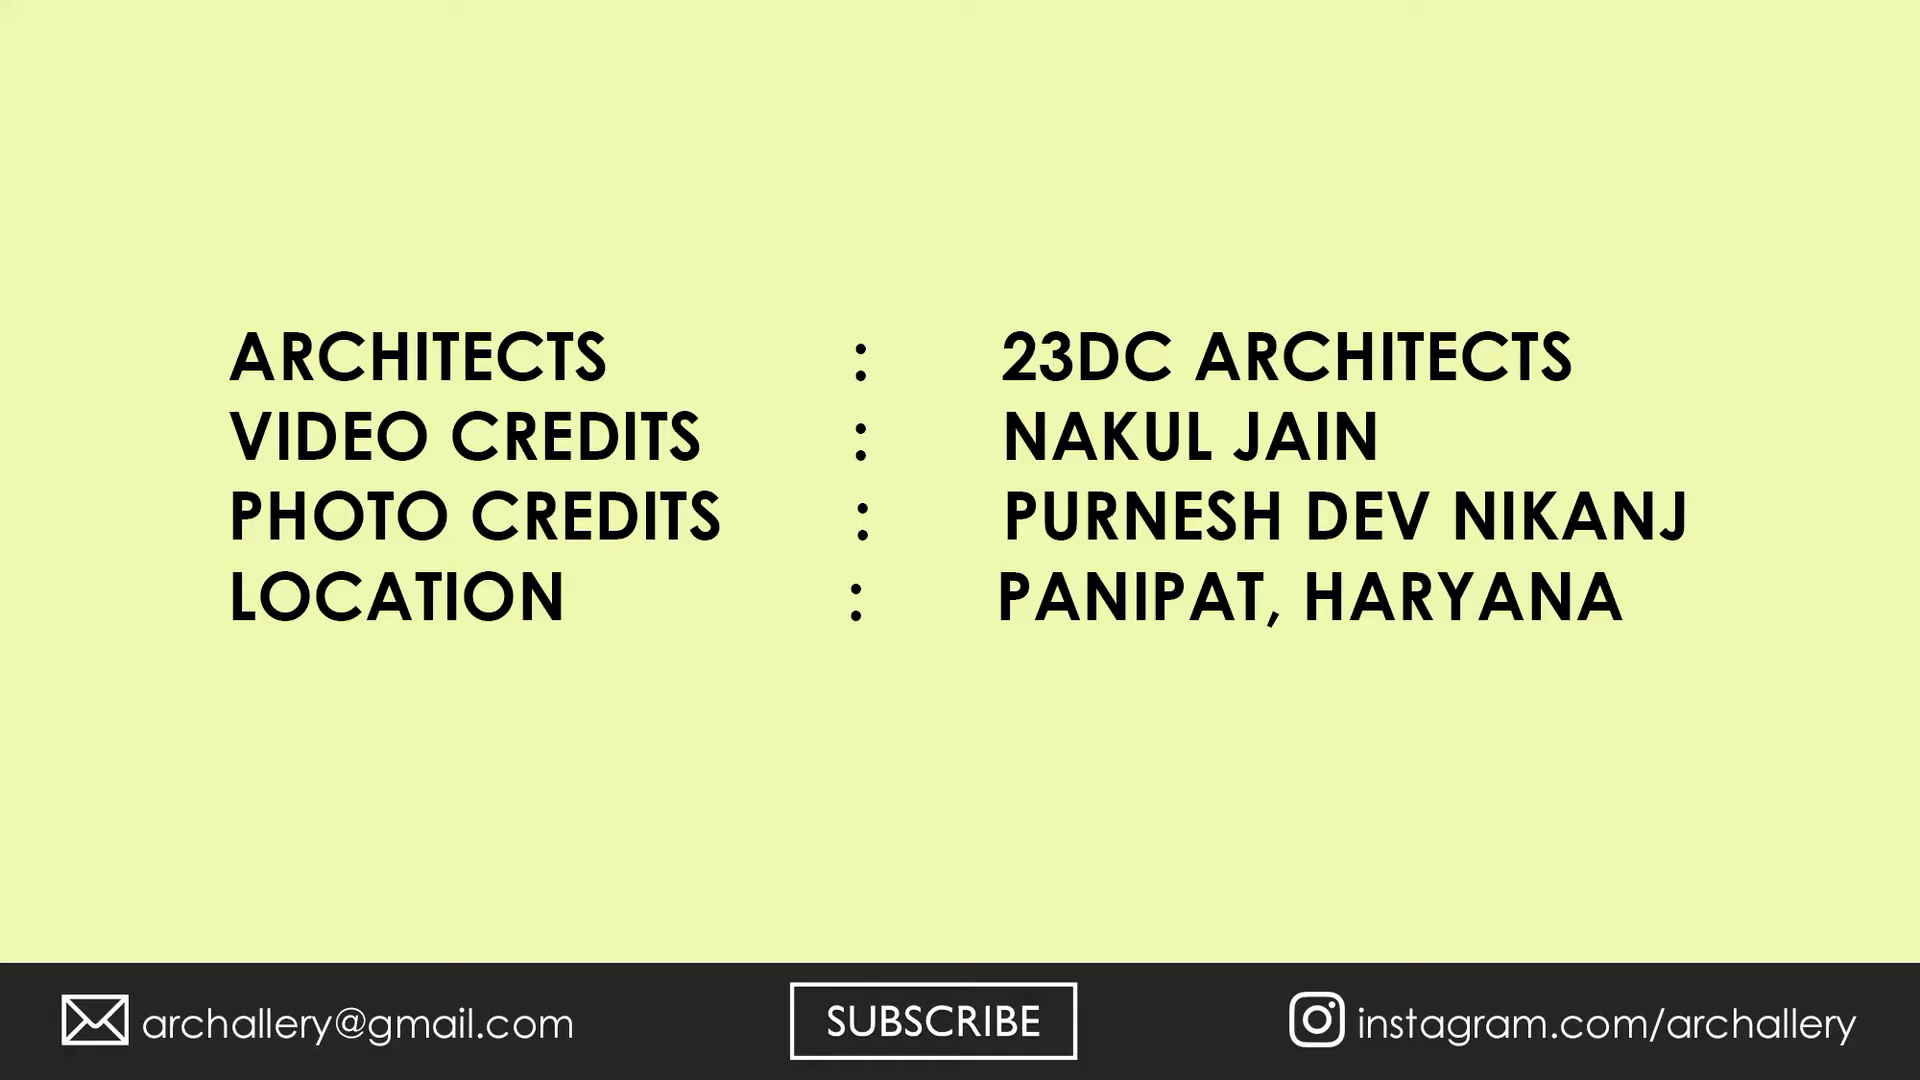 ARCHITECTS : 23DC ARCHITECTS
VIDEO CREDITS : NAKUL JAIN
PHOTO CREDITS : PURNESH DEV NIKANJ
LOCATION : PANIPAT, HARYANA
archallery@gmail.com SUBSCRIBE instagram.com/archallery